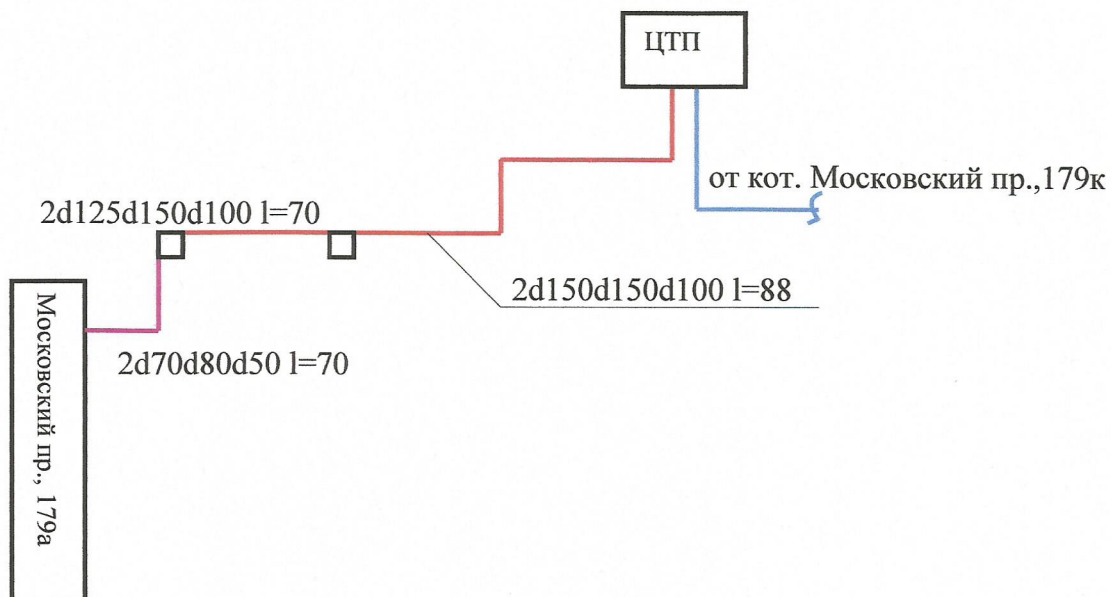 ЦТП
от кот. Московский пр.,179к
2d125d150d100 l=70
2d150d150d100 l=88
2d70d80d50 l=70
Московский пр., 179а